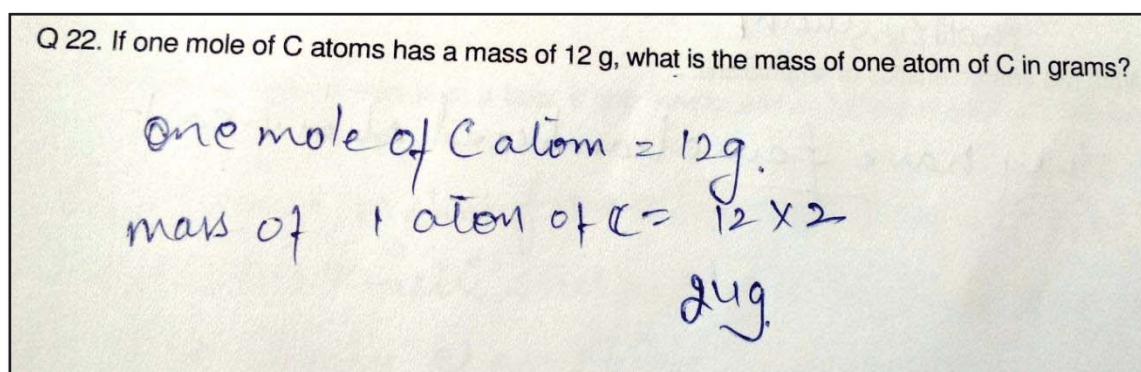 Q 22. If one mole of C atoms has a mass of 12 g, what is the mass of one atom of C in grams?
One mole of C atom = 12g.
mass of 1 aton of C = 12 x 2
24g.